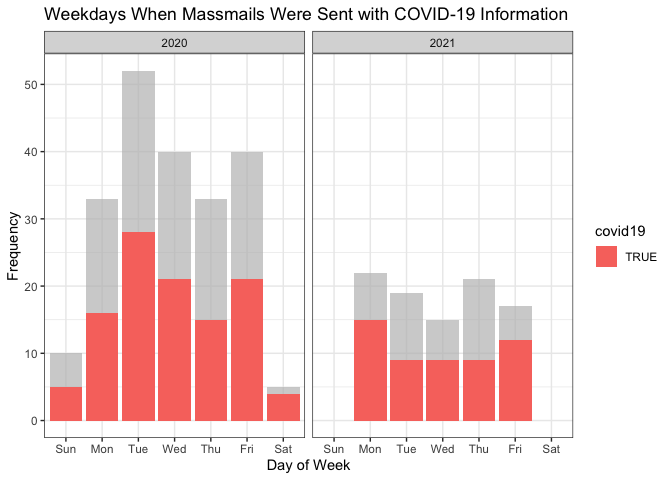 Weekdays When Massmails Were Sent with COVID-19 Information
2020 2021
Frequency
50
40
30
20
10
0
Sun Mon Tue Wed Thu Fri Sat Sun Mon Tue Wed Thu Fri Sat
Day of Week
covid19
TRUE